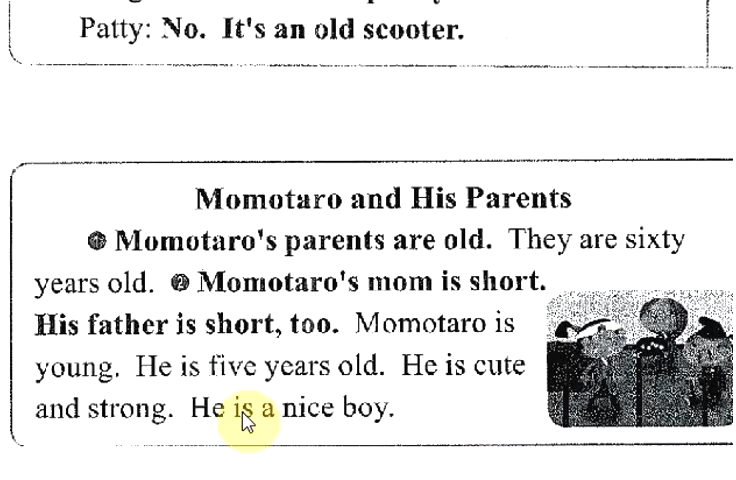 Patty: No. It's an old scooter.
Momotaro and His Parents
❶ Momotaro's parents are old. They are sixty
years old. ❷ Momotaro's mom is short.
His father is short, too. Momotaro is
young. He is five years old. He is cute
and strong. He is a nice boy.